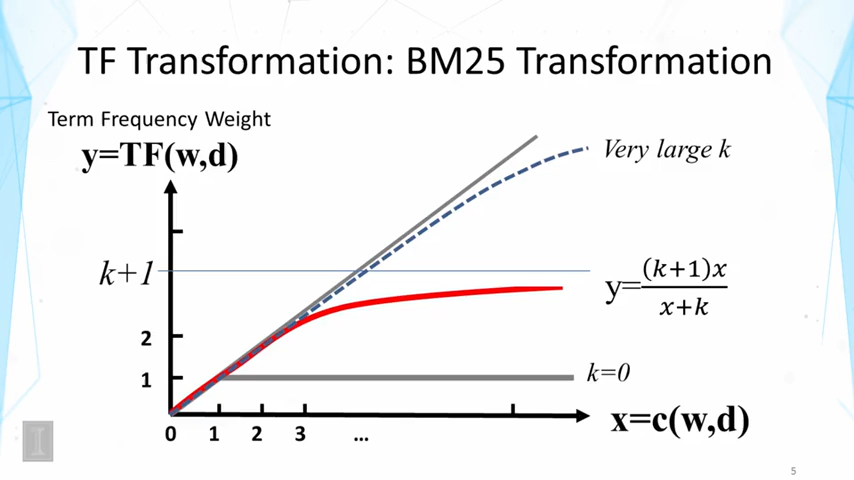 TF Transformation: BM25 Transformation
Term Frequency Weight
y=TF(w,d)
Very large k
k+1
y=(k+1)x/x+k
2
1
k=0
0 1 2 3 ...
x=c(w,d)
5